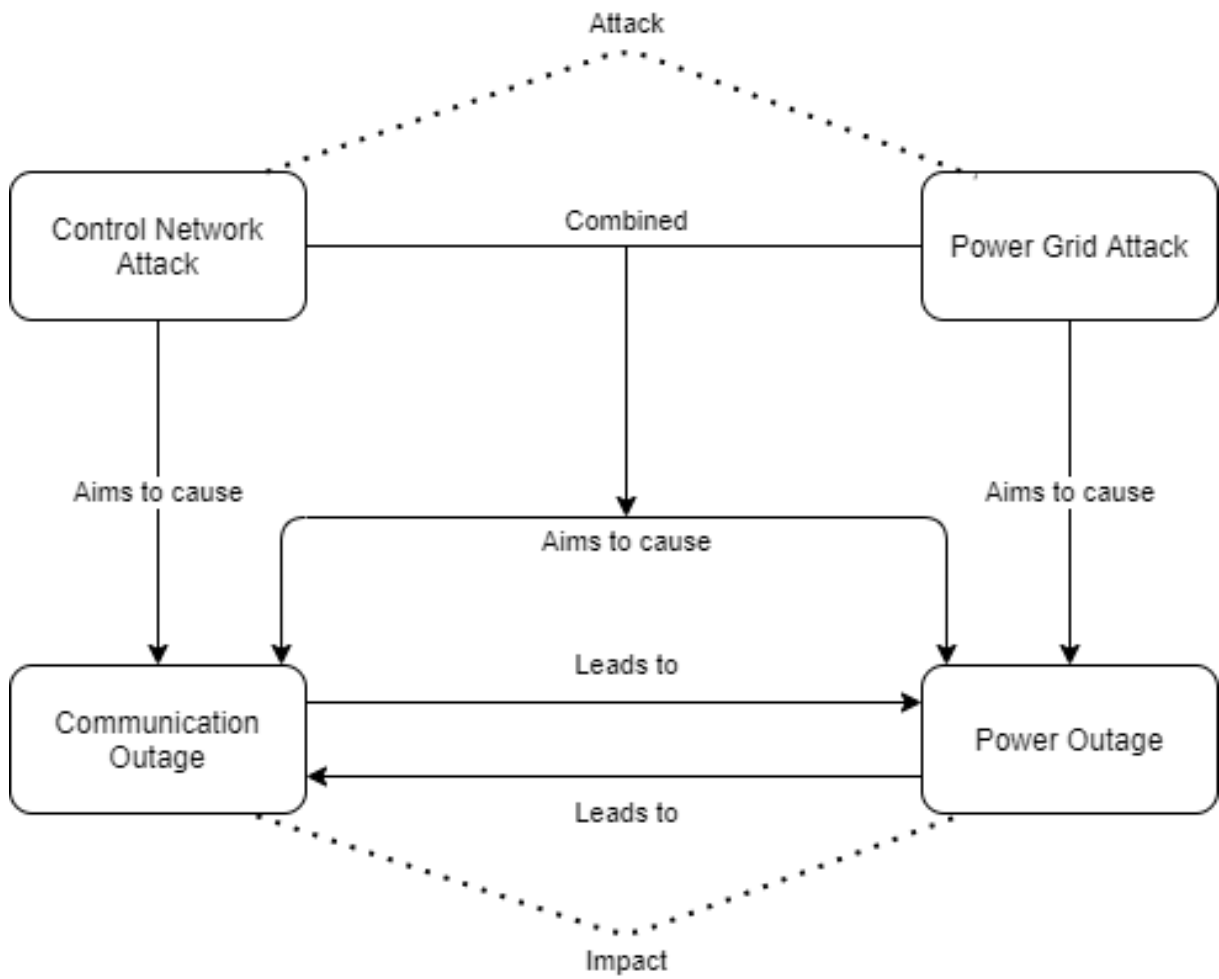 Attack
Control Network
Attack
Combined
Power Grid Attack
Aims to cause
Aims to cause
Aims to cause
Leads to
Communication
Outage
Power Outage
Leads to
Impact